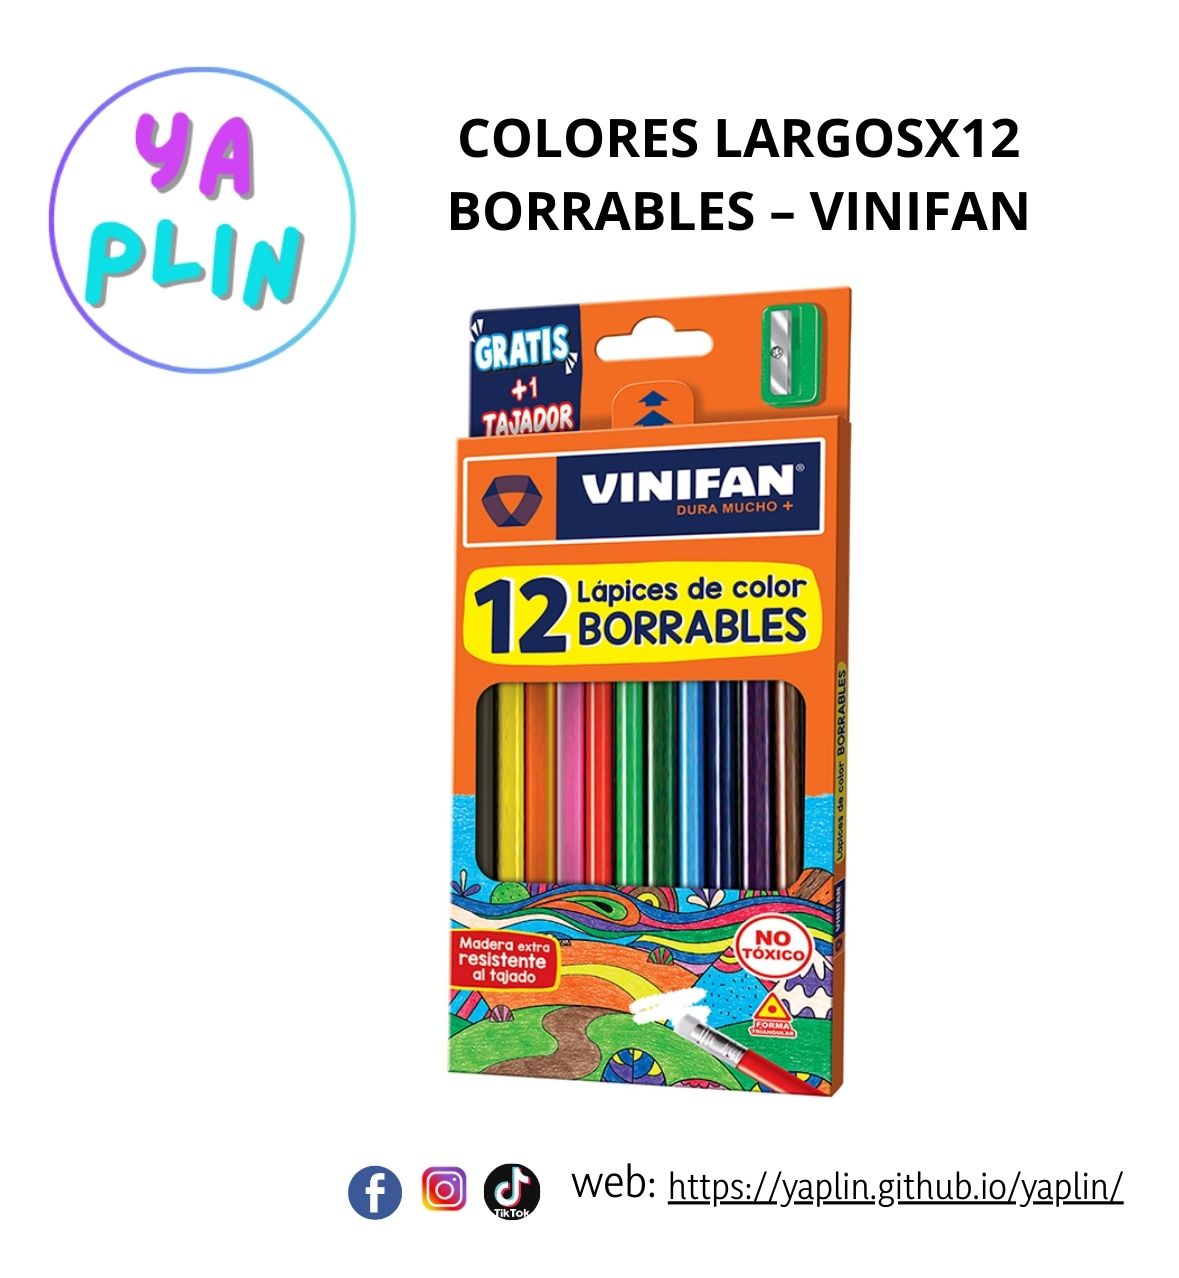 YA
PLIN
COLORES LARGOSX12
BORRABLES – VINIFAN
GRATIS
+1
TAJADOR
VINIFAN®
DURA MUCHO +
12 Lápices de color
BORRABLES
Lápices de color BORRABLES
VINIFAN
Madera extra
resistente
al tajado
NO
TÓXICO
FORMA
TRIANGULAR
TikTok
web: https://yaplin.github.io/yaplin/